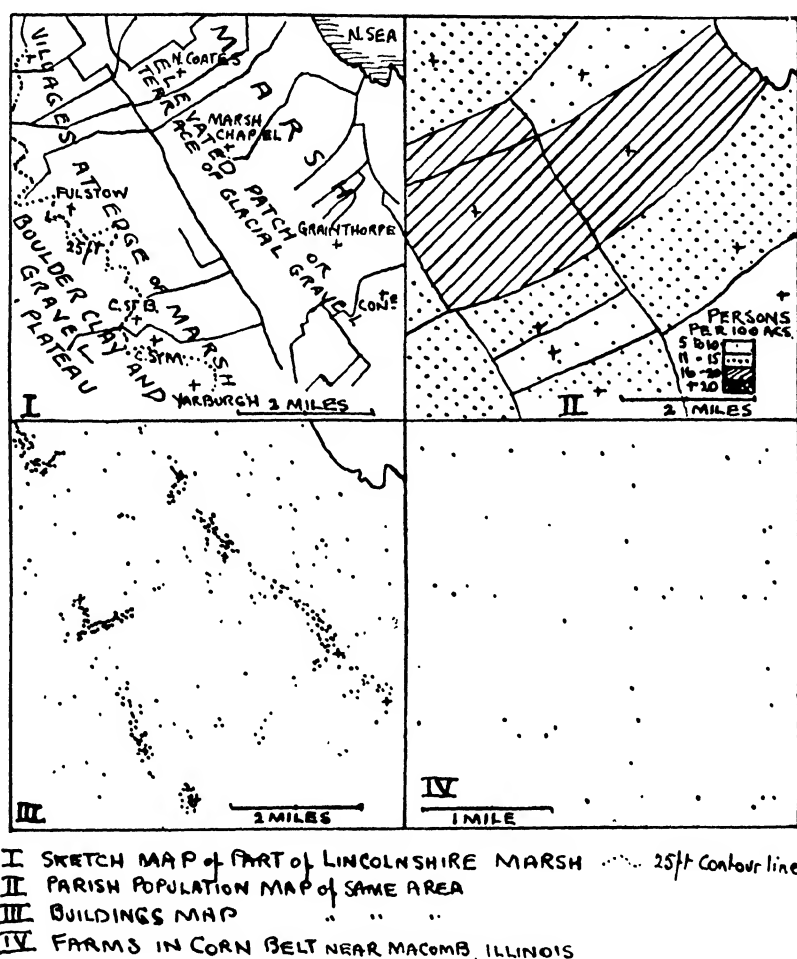 N. SEA
VILLAGES AT EDGE OF MARSH
N. COATES
ELEVATED PATCH OR
TERRACE OF GLACIAL GRAVEL
MARSH
MARSH
CHAPEL
FULSTOW
25ft
GRAINTHORPE
BOULDER CLAY AND
GRAVEL
PLATEAU
C. St B.
C. St M.
CON-
YARBURGH
2 MILES
I
PERSONS
PER 100 ACS.
5 to 10
11 - 15
16 - 20
+ 20
2 MILES
II
III
2 MILES
IV
1 MILE
I SKETCH MAP of PART of LINCOLNSHIRE MARSH 25ft Contour line
II PARISH POPULATION MAP of SAME AREA
III BUILDINGS MAP " " "
IV FARMS IN CORN BELT NEAR MACOMB, ILLINOIS